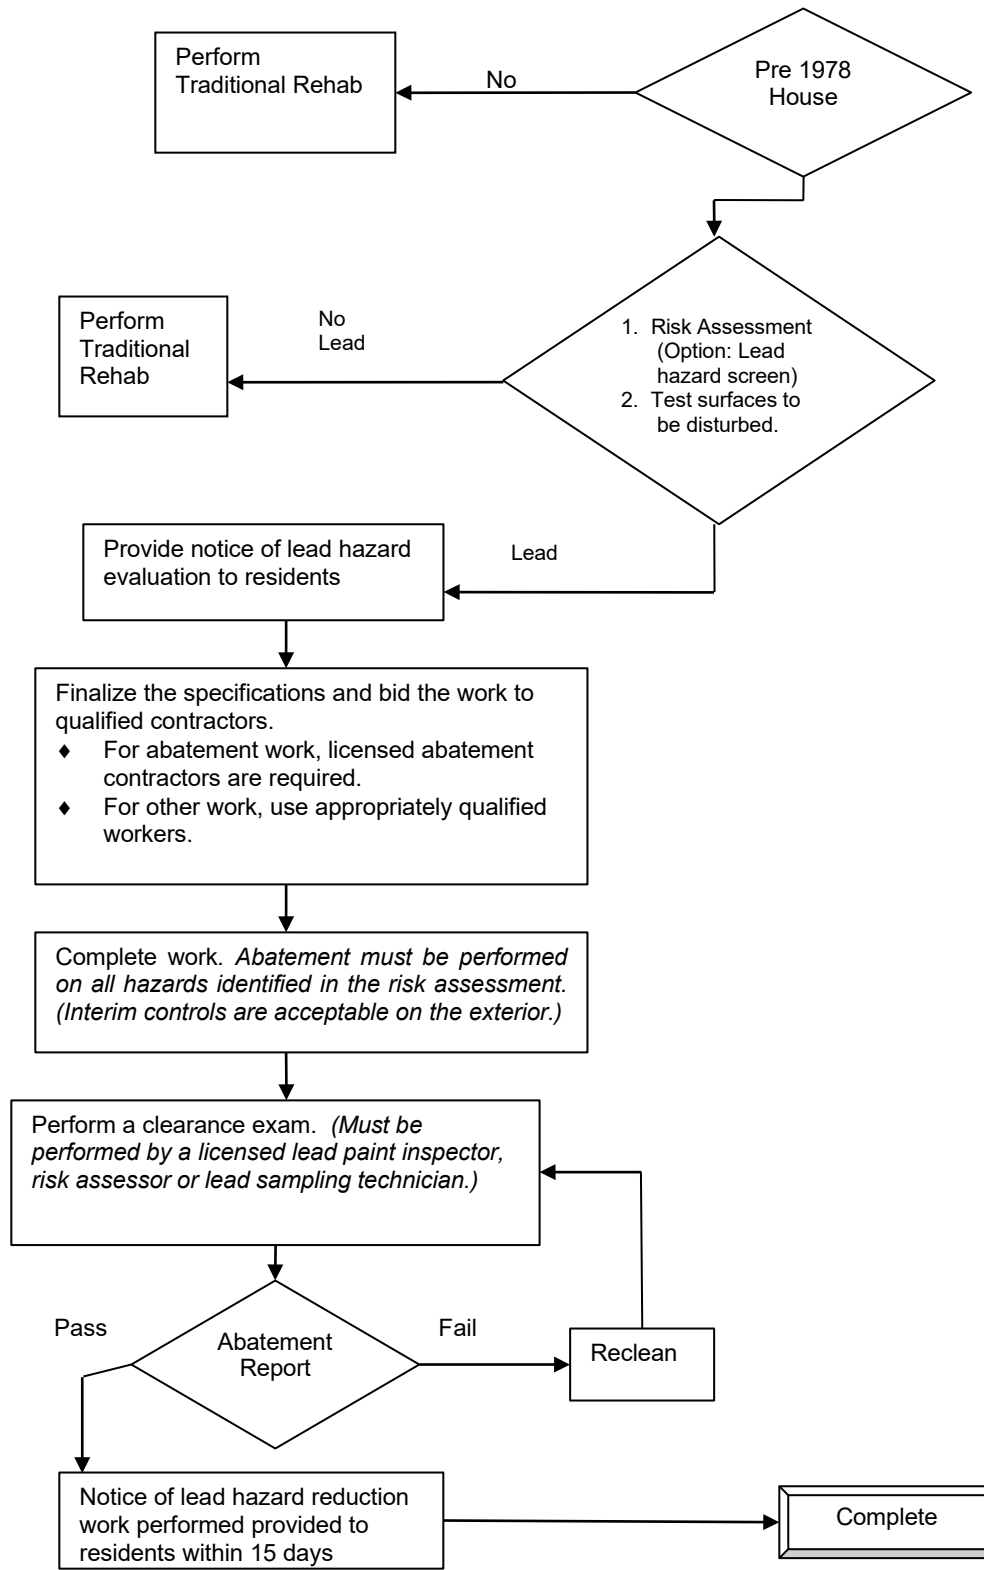 Pre 1978
House
No
Perform
Traditional Rehab
1. Risk Assessment
(Option: Lead
hazard screen)
2. Test surfaces to
be disturbed.
No
Lead
Perform
Traditional
Rehab
Lead
Provide notice of lead hazard
evaluation to residents
Finalize the specifications and bid the work to
qualified contractors.
♦ For abatement work, licensed abatement
contractors are required.
♦ For other work, use appropriately qualified
workers.
Complete work. Abatement must be performed
on all hazards identified in the risk assessment.
(Interim controls are acceptable on the exterior.)
Perform a clearance exam. (Must be
performed by a licensed lead paint inspector,
risk assessor or lead sampling technician.)
Pass
Abatement
Report
Fail
Reclean
Notice of lead hazard reduction
work performed provided to
residents within 15 days
Complete